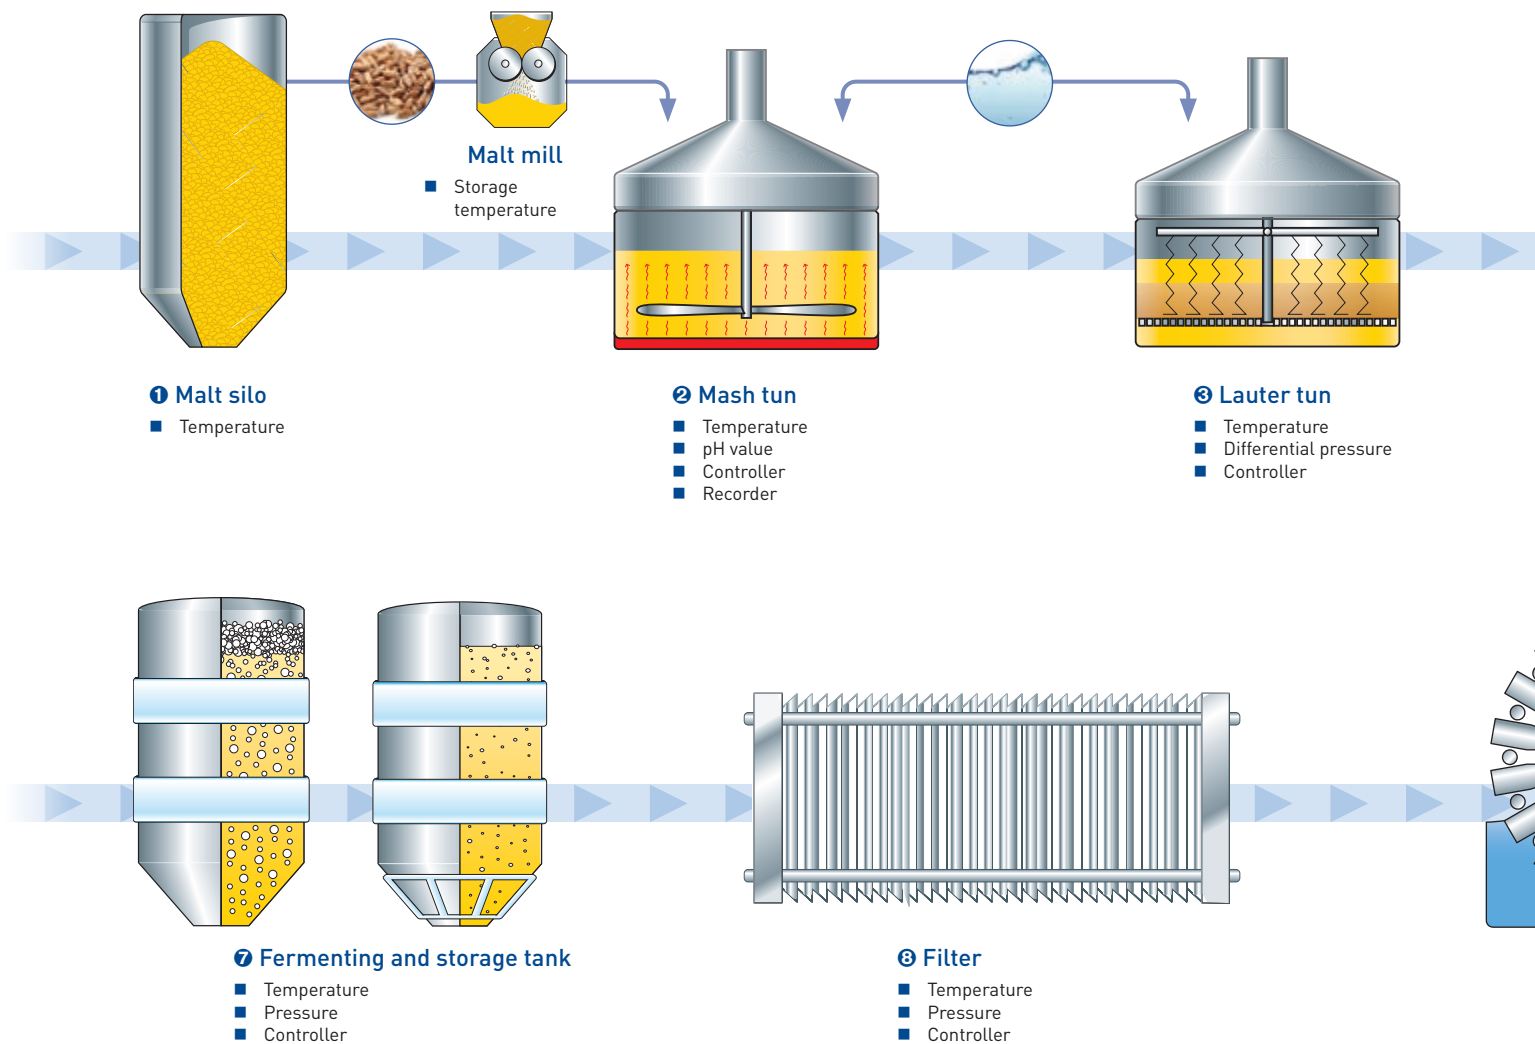 Malt mill
■ Storage
temperature
❶ Malt silo
■ Temperature
❷ Mash tun
■ Temperature
■ pH value
■ Controller
■ Recorder
❸ Lauter tun
■ Temperature
■ Differential pressure
■ Controller
❼ Fermenting and storage tank
■ Temperature
■ Pressure
■ Controller
❽ Filter
■ Temperature
■ Pressure
■ Controller